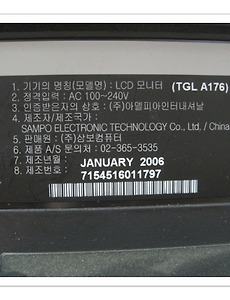 1. 기기의 명칭(모델명) : LCD 모니터 (TGL A176)
2. 정격입력 : AC 100~240V
3. 인증받은자의 상호 : (주)아델피아인터내셔날
4. 제조자/제조국가 :
SAMPO ELECTRONIC TECHNOLOGY Co., Ltd. / China
5. 판매원 : (주)삼보컴퓨터
6. 제품 A/S 문의처 : 02-365-3535
7. 제조년월 : JANUARY 2006
8. 제조번호 : 7154516011797